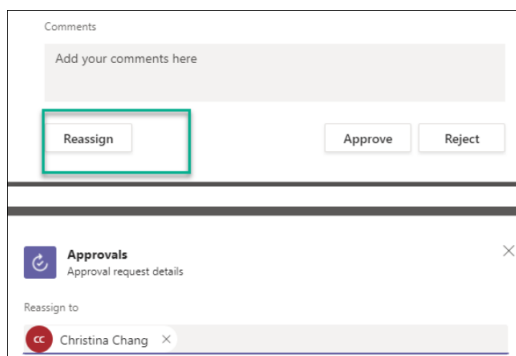 Comments
Add your comments here
Reassign
Approve
Reject
Approvals
Approval request details
Reassign to
CC
Christina Chang